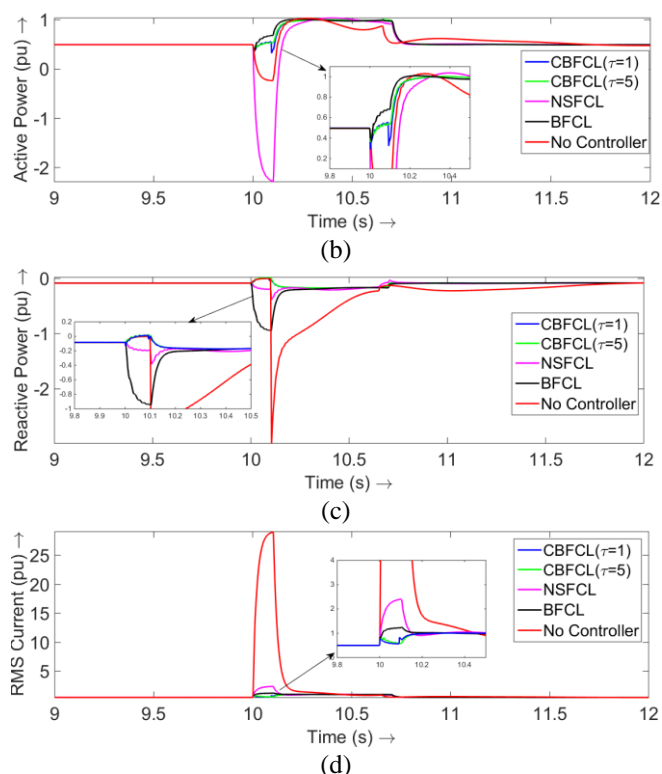 Active Power (pu) →
1
0
-1
-2
CBFCL(τ=1)
CBFCL(τ=5)
NSFCL
BFCL
No Controller
1
0.8
0.6
0.4
0.2
9.8 10 10.2 10.4
9 9.5 10 10.5 11 11.5 12
Time (s) →
(b)
Reactive Power (pu) →
0
-1
-2
CBFCL(τ=1)
CBFCL(τ=5)
NSFCL
BFCL
No Controller
0.2
0
-0.2
-0.4
-0.6
-0.8
-1
9.8 9.9 10 10.1 10.2 10.3 10.4 10.5
9 9.5 10 10.5 11 11.5 12
Time (s) →
(c)
RMS Current (pu) →
25
20
15
10
5
CBFCL(τ=1)
CBFCL(τ=5)
NSFCL
BFCL
No Controller
4
3
2
1
9.8 10 10.2 10.4
9 9.5 10 10.5 11 11.5 12
Time (s) →
(d)